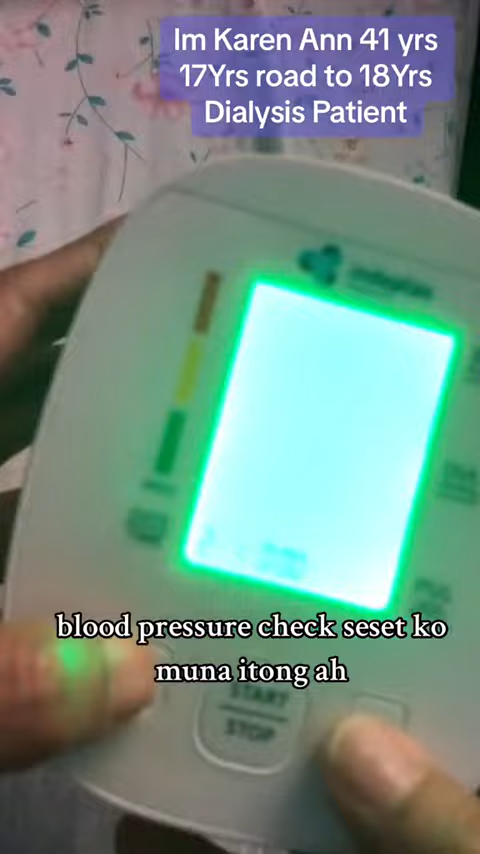 Im Karen Ann 41 yrs
17Yrs road to 18Yrs
Dialysis Patient
blood pressure check seset ko
muna itong ah
START
STOP